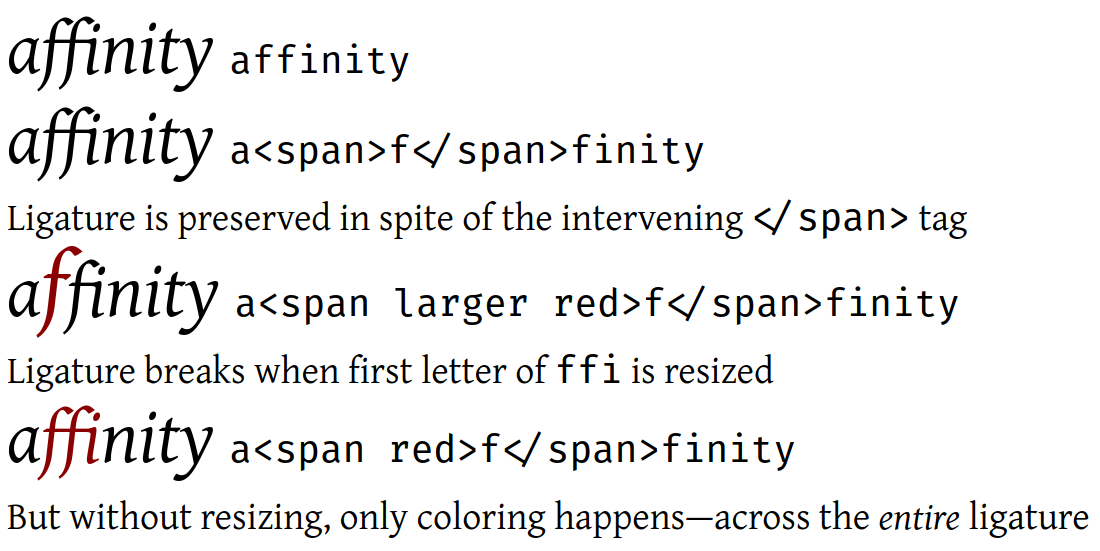 affinity affinity
affinity a<span>f</span>finity
Ligature is preserved in spite of the intervening </span> tag
affinity a<span larger red>f</span>finity
Ligature breaks when first letter of ffi is resized
affinity a<span red>f</span>finity
But without resizing, only coloring happens—across the entire ligature